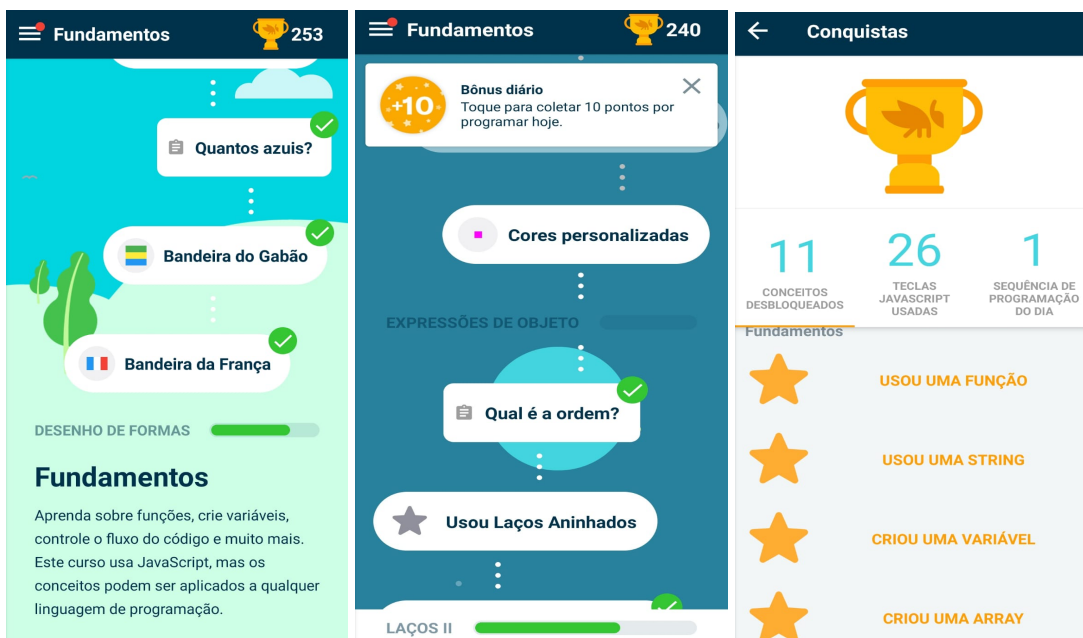 Fundamentos
253
Quantos azuis?
Bandeira do Gabão
Bandeira da França
DESENHO DE FORMAS
Fundamentos
Aprenda sobre funções, crie variáveis,
controle o fluxo do código e muito mais.
Este curso usa JavaScript, mas os
conceitos podem ser aplicados a qualquer
linguagem de programação.
Fundamentos
240
+10
Bônus diário
Toque para coletar 10 pontos por
programar hoje.
Cores personalizadas
EXPRESSÕES DE OBJETO
Qual é a ordem?
Usou Laços Aninhados
LAÇOS II
Conquistas
11
CONCEITOS
DESBLOQUEADOS
26
TECLAS
JAVASCRIPT
USADAS
1
SEQUÊNCIA DE
PROGRAMAÇÃO
DO DIA
Fundamentos
USOU UMA FUNÇÃO
USOU UMA STRING
CRIOU UMA VARIÁVEL
CRIOU UMA ARRAY